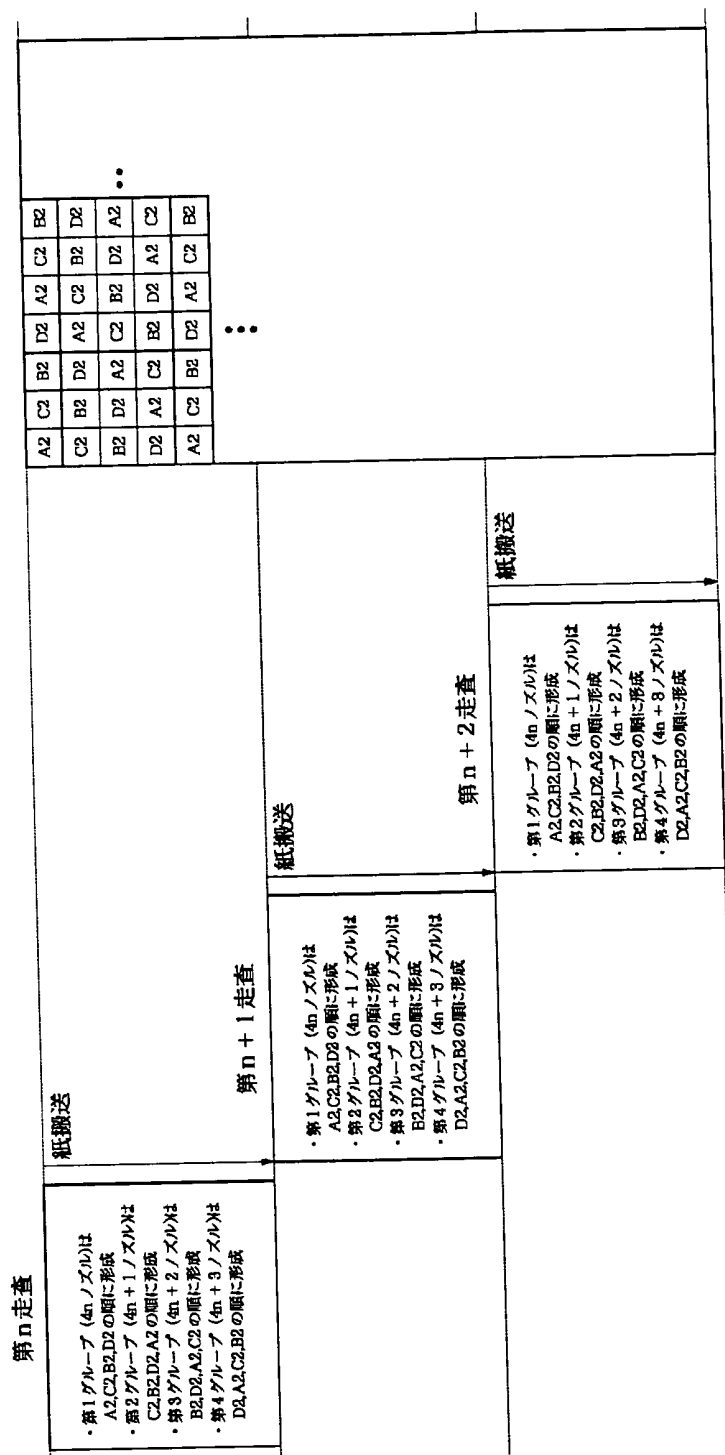 第n走査
・第1グループ (4nノズル)は
A2,C2,B2,D2の順に形成
・第2グループ (4n+1ノズル)は
C2,B2,D2,A2の順に形成
・第3グループ (4n+2ノズル)は
B2,D2,A2,C2の順に形成
・第4グループ (4n+3ノズル)は
D2,A2,C2,B2の順に形成
紙搬送
第n+1走査
・第1グループ (4nノズル)は
A2,C2,B2,D2の順に形成
・第2グループ (4n+1ノズル)は
C2,B2,D2,A2の順に形成
・第3グループ (4n+2ノズル)は
B2,D2,A2,C2の順に形成
・第4グループ (4n+3ノズル)は
D2,A2,C2,B2の順に形成
紙搬送
第n+2走査
・第1グループ (4nノズル)は
A2,C2,B2,D2の順に形成
・第2グループ (4n+1ノズル)は
C2,B2,D2,A2の順に形成
・第3グループ (4n+2ノズル)は
B2,D2,A2,C2の順に形成
・第4グループ (4n+3ノズル)は
D2,A2,C2,B2の順に形成
紙搬送
A2 C2 B2 D2 A2 C2 B2
C2 B2 D2 A2 C2 B2 D2
B2 D2 A2 C2 B2 D2 A2
D2 A2 C2 B2 D2 A2 C2
A2 C2 B2 D2 A2 C2 B2